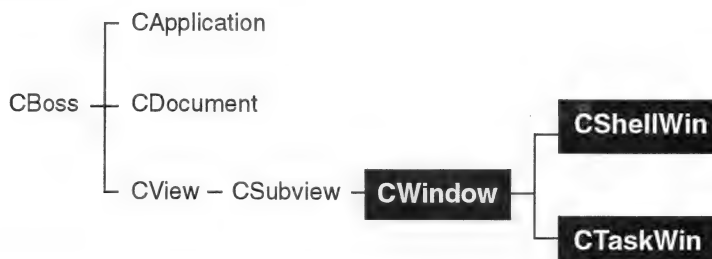 CApplication
CBoss
CDocument
CShellWin
CView
CSubview
CWindow
CTaskWin